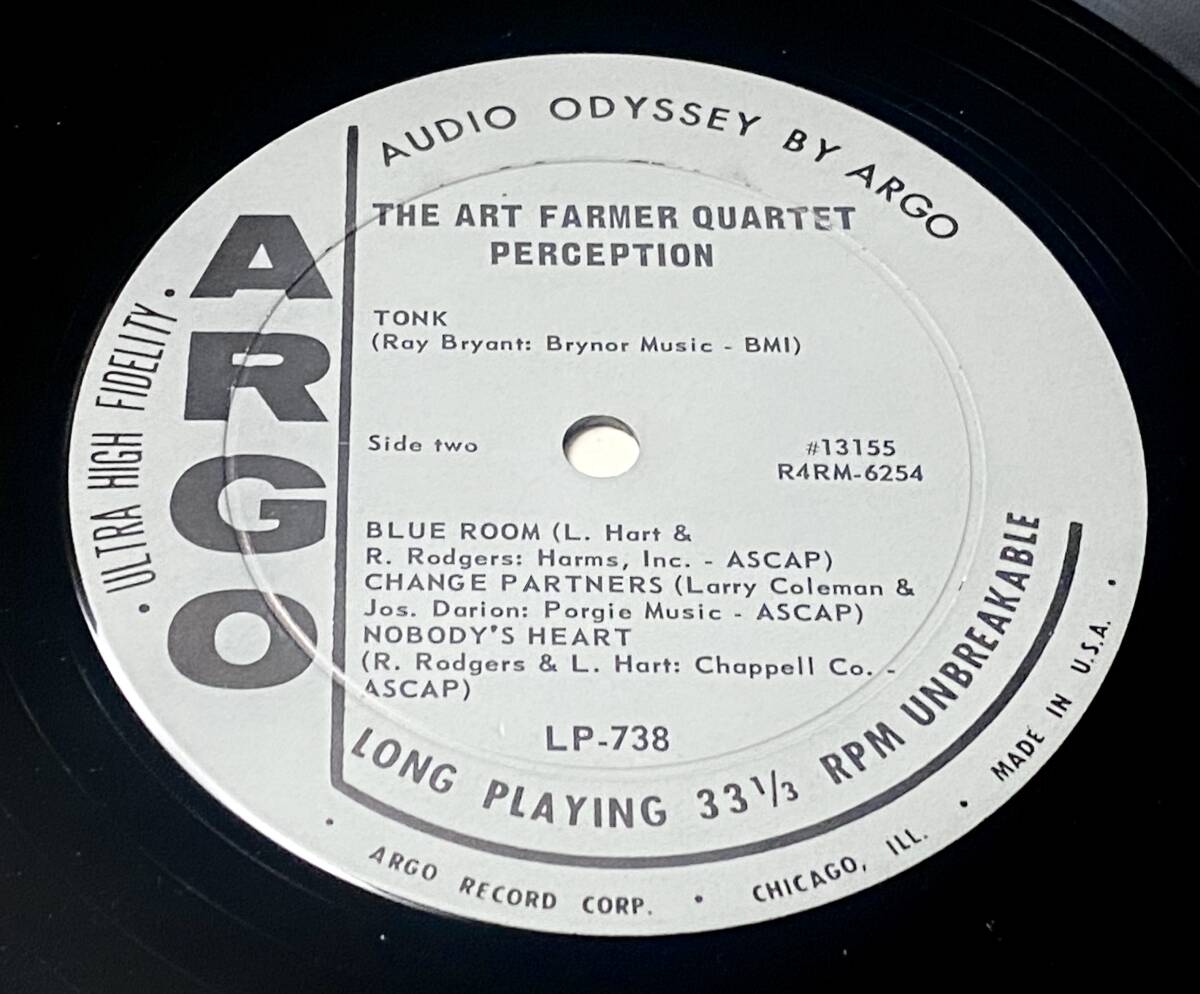 AUDIO ODYSSEY BY ARGO
ARGO
• ULTRA HIGH FIDELITY •
THE ART FARMER QUARTET
PERCEPTION
TONK
(Ray Bryant: Brynor Music - BMI)
Side two
#13155
R4RM-6254
BLUE ROOM (L. Hart &
R. Rodgers: Harms, Inc. - ASCAP)
CHANGE PARTNERS (Larry Coleman &
Jos. Darion: Porgie Music - ASCAP)
NOBODY'S HEART
(R. Rodgers & L. Hart: Chappell Co. -
ASCAP)
LP-738
LONG PLAYING 33 1/3 RPM UNBREAKABLE
• ARGO RECORD CORP. • CHICAGO, ILL. • MADE IN U.S.A. •